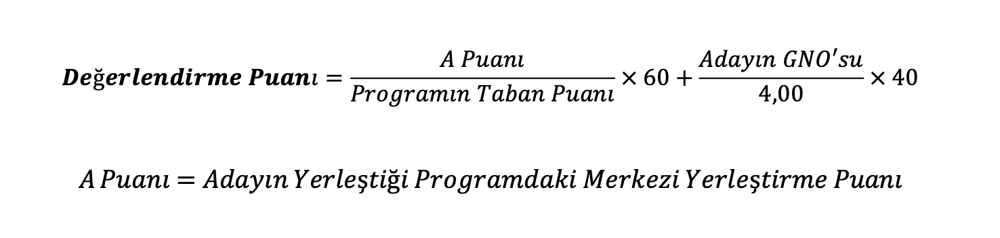 Değerlendirme Puanı = A Puanı / Programın Taban Puanı × 60 + Adayın GNO'su / 4,00 × 40
A Puanı = Adayın Yerleştiği Programdaki Merkezi Yerleştirme Puanı